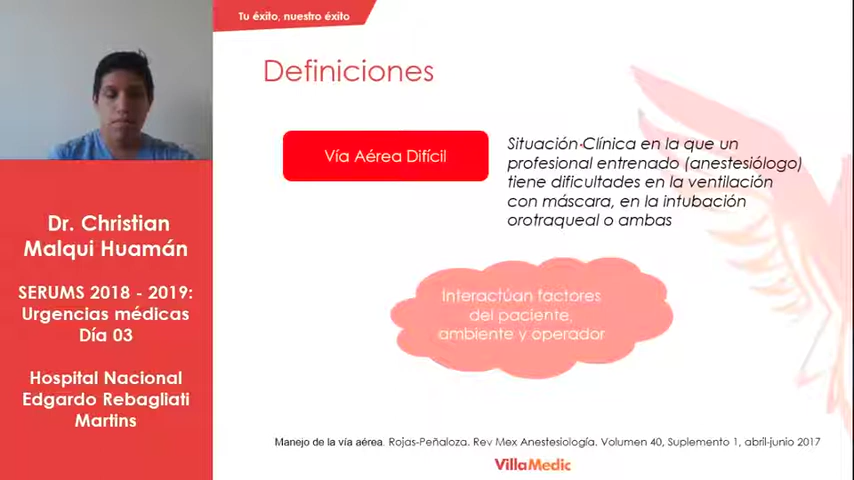 Tu éxito, nuestro éxito
Definiciones
Vía Aérea Difícil
Situación Clínica en la que un
profesional entrenado (anestesiólogo)
tiene dificultades en la ventilación
con máscara, en la intubación
orotraqueal o ambas
Interactúan factores
del paciente,
ambiente y operador
Dr. Christian
Malqui Huamán
SERUMS 2018 - 2019:
Urgencias médicas
Día 03
Hospital Nacional
Edgardo Rebagliati
Martins
Manejo de la vía aérea. Rojas-Peñaloza. Rev Mex Anestesiología. Volumen 40, Suplemento 1, abril-junio 2017
VillaMedic